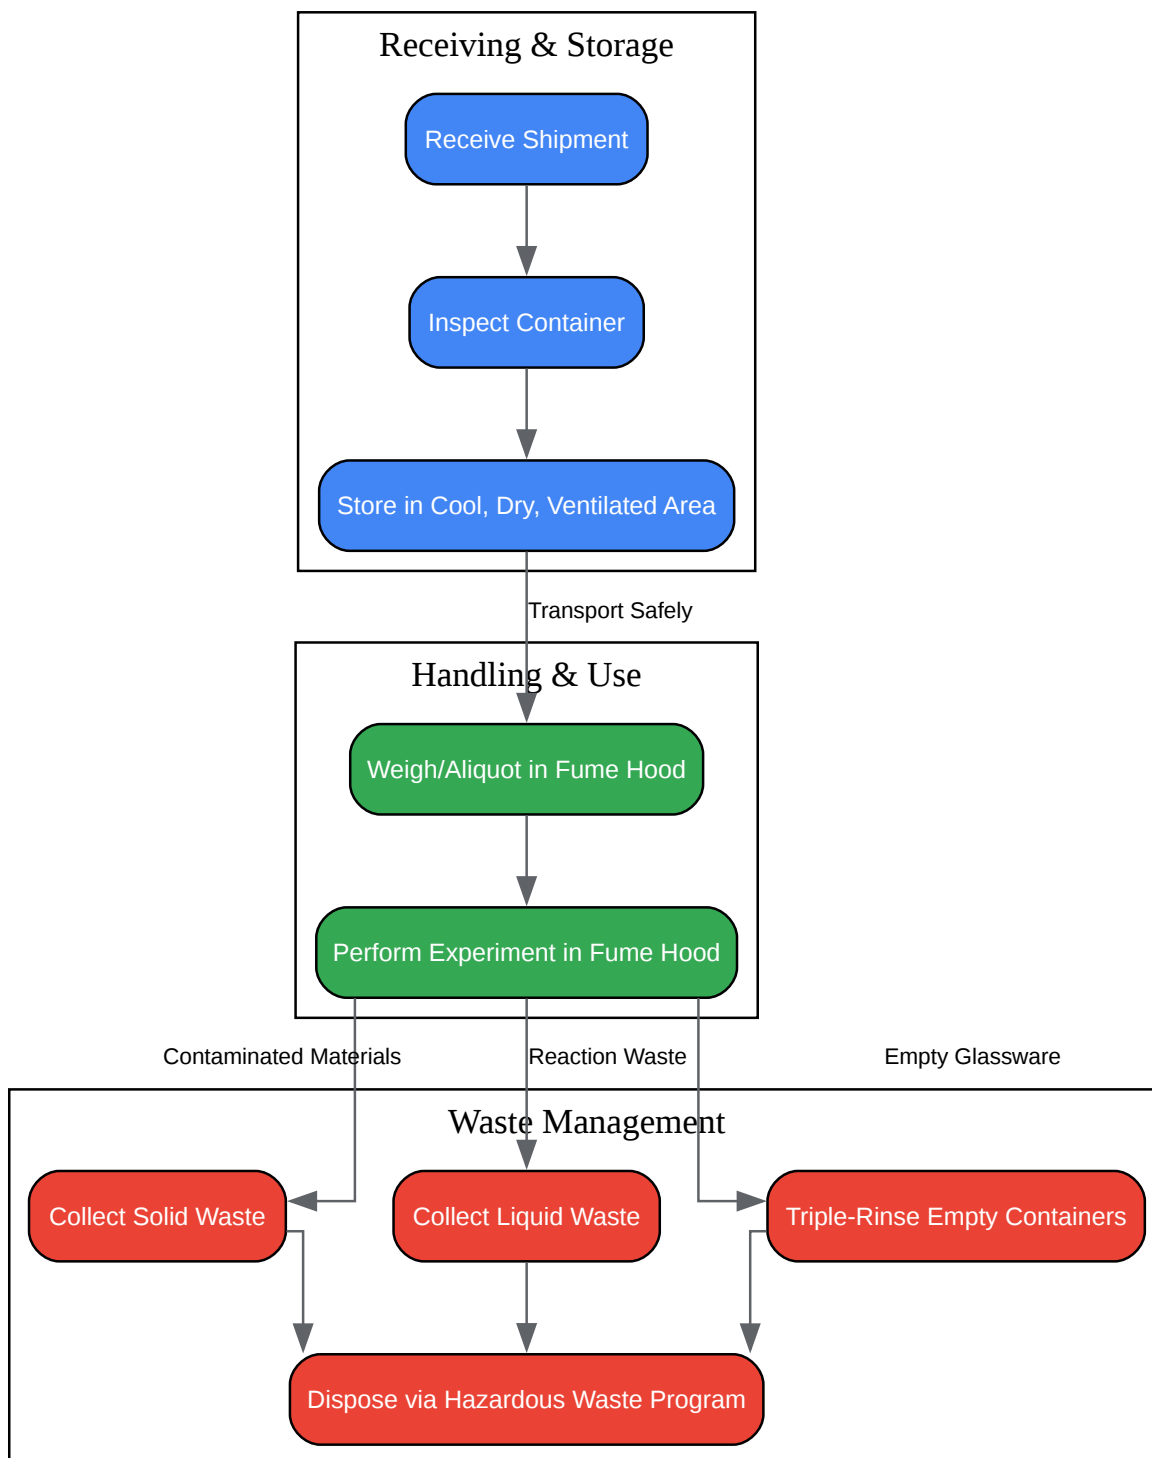 Receiving & Storage
Receive Shipment
Inspect Container
Store in Cool, Dry, Ventilated Area
Transport Safely
Handling & Use
Weigh/Aliquot in Fume Hood
Perform Experiment in Fume Hood
Contaminated Materials
Reaction Waste
Empty Glassware
Waste Management
Collect Solid Waste
Collect Liquid Waste
Triple-Rinse Empty Containers
Dispose via Hazardous Waste Program